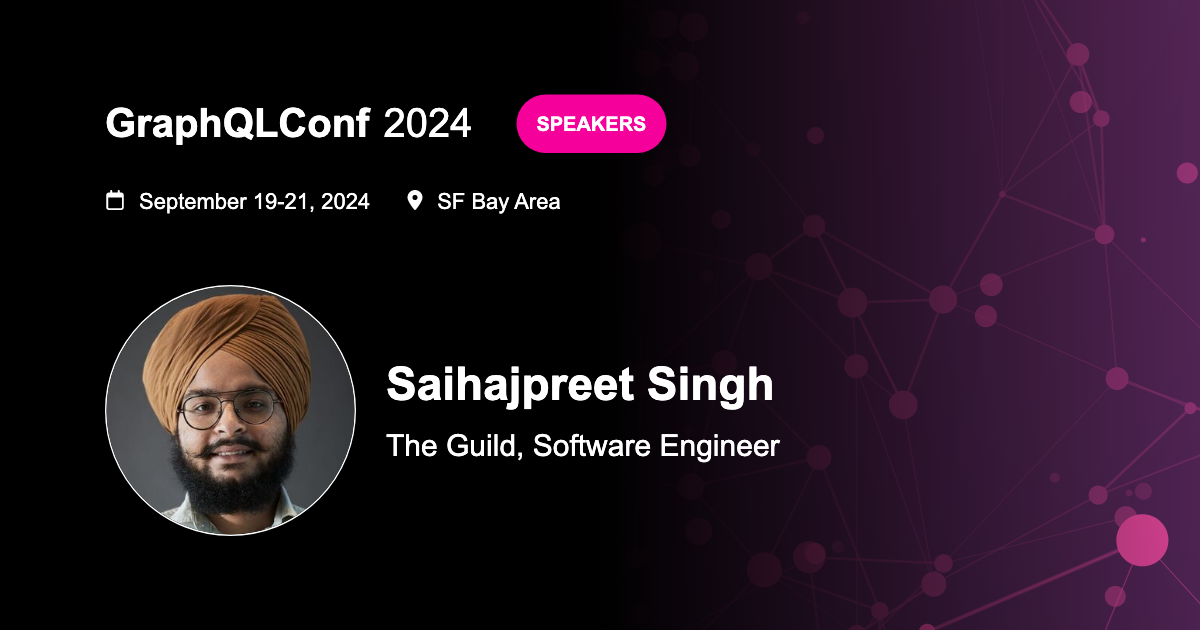 GraphQLConf 2024 SPEAKERS
September 19-21, 2024 SF Bay Area
Saihajpreet Singh
The Guild, Software Engineer